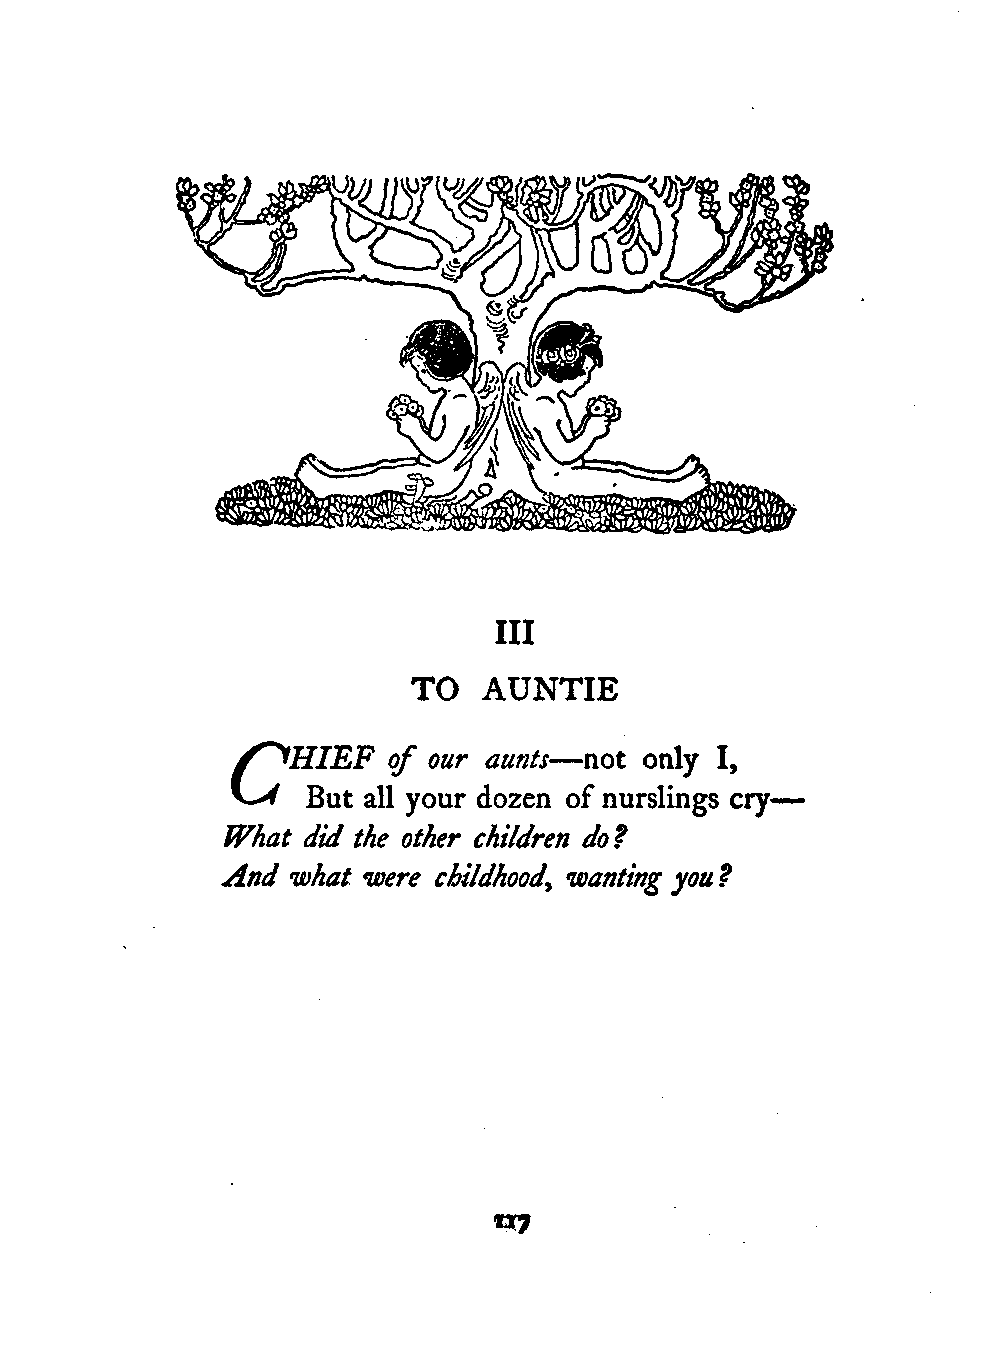 III
TO AUNTIE
CHIEF of our aunts—not only I,
But all your dozen of nurslings cry—
What did the other children do?
And what were childhood, wanting you?
117